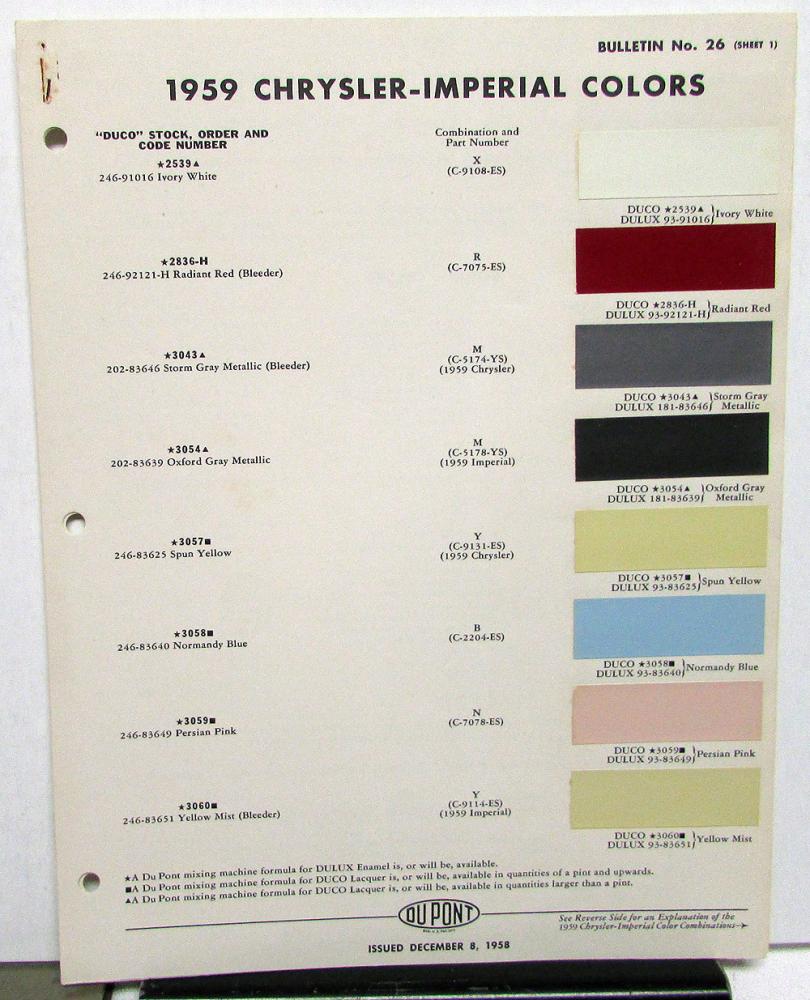 BULLETIN No. 26 (SHEET 1)
1959 CHRYSLER-IMPERIAL COLORS
"DUCO" STOCK, ORDER AND
CODE NUMBER
Combination and
Part Number
★2539▲
246-91016 Ivory White
X
(C-9108-ES)
DUCO ★2539▲
DULUX 93-91016} Ivory White
★2836-H
246-92121-H Radiant Red (Bleeder)
R
(C-7075-ES)
DUCO ★2836-H
DULUX 93-92121-H} Radiant Red
★3043▲
202-83646 Storm Gray Metallic (Bleeder)
M
(C-5174-YS)
(1959 Chrysler)
DUCO ★3043▲ } Storm Gray
DULUX 181-83646} Metallic
★3054▲
202-83639 Oxford Gray Metallic
M
(C-5178-YS)
(1959 Imperial)
DUCO ★3054▲ } Oxford Gray
DULUX 181-83639} Metallic
★3057■
246-83625 Spun Yellow
Y
(C-9131-ES)
(1959 Chrysler)
DUCO ★3057■
DULUX 93-83625} Spun Yellow
★3058■
246-83640 Normandy Blue
B
(C-2204-ES)
DUCO ★3058■
DULUX 93-83640} Normandy Blue
★3059■
246-83649 Persian Pink
N
(C-7078-ES)
DUCO ★3059■
DULUX 93-83649} Persian Pink
★3060■
246-83651 Yellow Mist (Bleeder)
Y
(C-9114-ES)
(1959 Imperial)
DUCO ★3060■
DULUX 93-83651} Yellow Mist
★A Du Pont mixing machine formula for DULUX Enamel is, or will be, available.
■A Du Pont mixing machine formula for DUCO Lacquer is, or will be, available in quantities of a pint and upwards.
▲A Du Pont mixing machine formula for DUCO Lacquer is, or will be, available in quantities larger than a pint.
DU PONT
See Reverse Side for an Explanation of the
1959 Chrysler-Imperial Color Combinations→
ISSUED DECEMBER 8, 1958